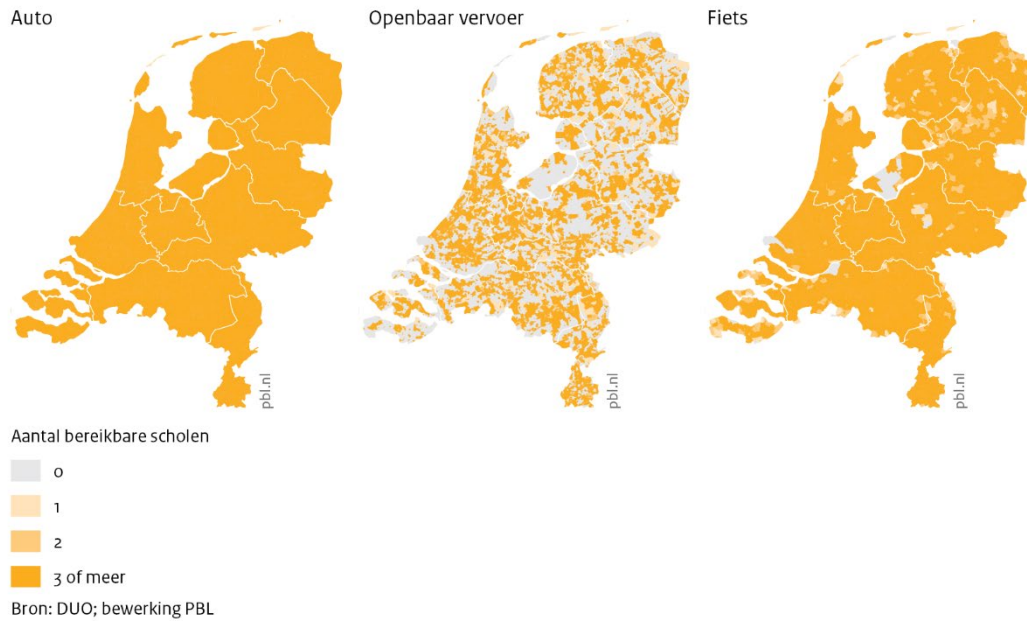 Auto
Openbaar vervoer
Fiets
pbl.nl
pbl.nl
pbl.nl
Aantal bereikbare scholen
0
1
2
3 of meer
Bron: DUO; bewerking PBL